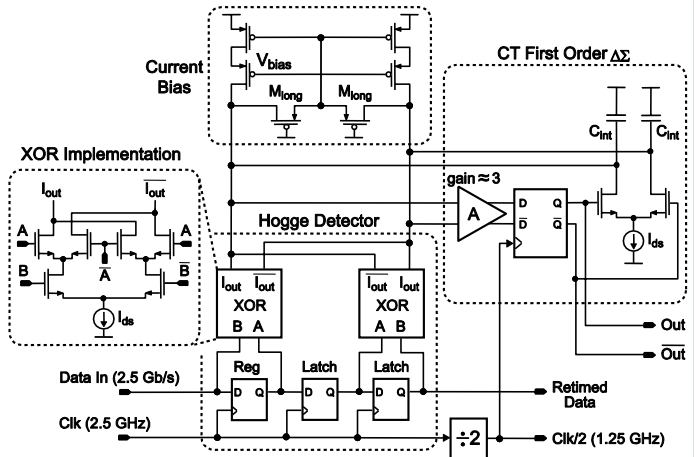 CT First Order ΔΣ
Current
Bias
V_bias
M_long
M_long
C_int
C_int
XOR Implementation
I_out
I̅_o̅u̅t̅
gain ≈ 3
A
D
Q
D̅
Q̅
I_ds
A
A
A̅
B
B̅
I_ds
Hogge Detector
I_out
I̅_o̅u̅t̅
XOR
B A
I̅_o̅u̅t̅
I_out
XOR
A B
Out
O̅u̅t̅
Reg
Latch
Latch
Data In (2.5 Gb/s)
D Q
D Q
D Q
Retimed
Data
Clk (2.5 GHz)
÷2
Clk/2 (1.25 GHz)